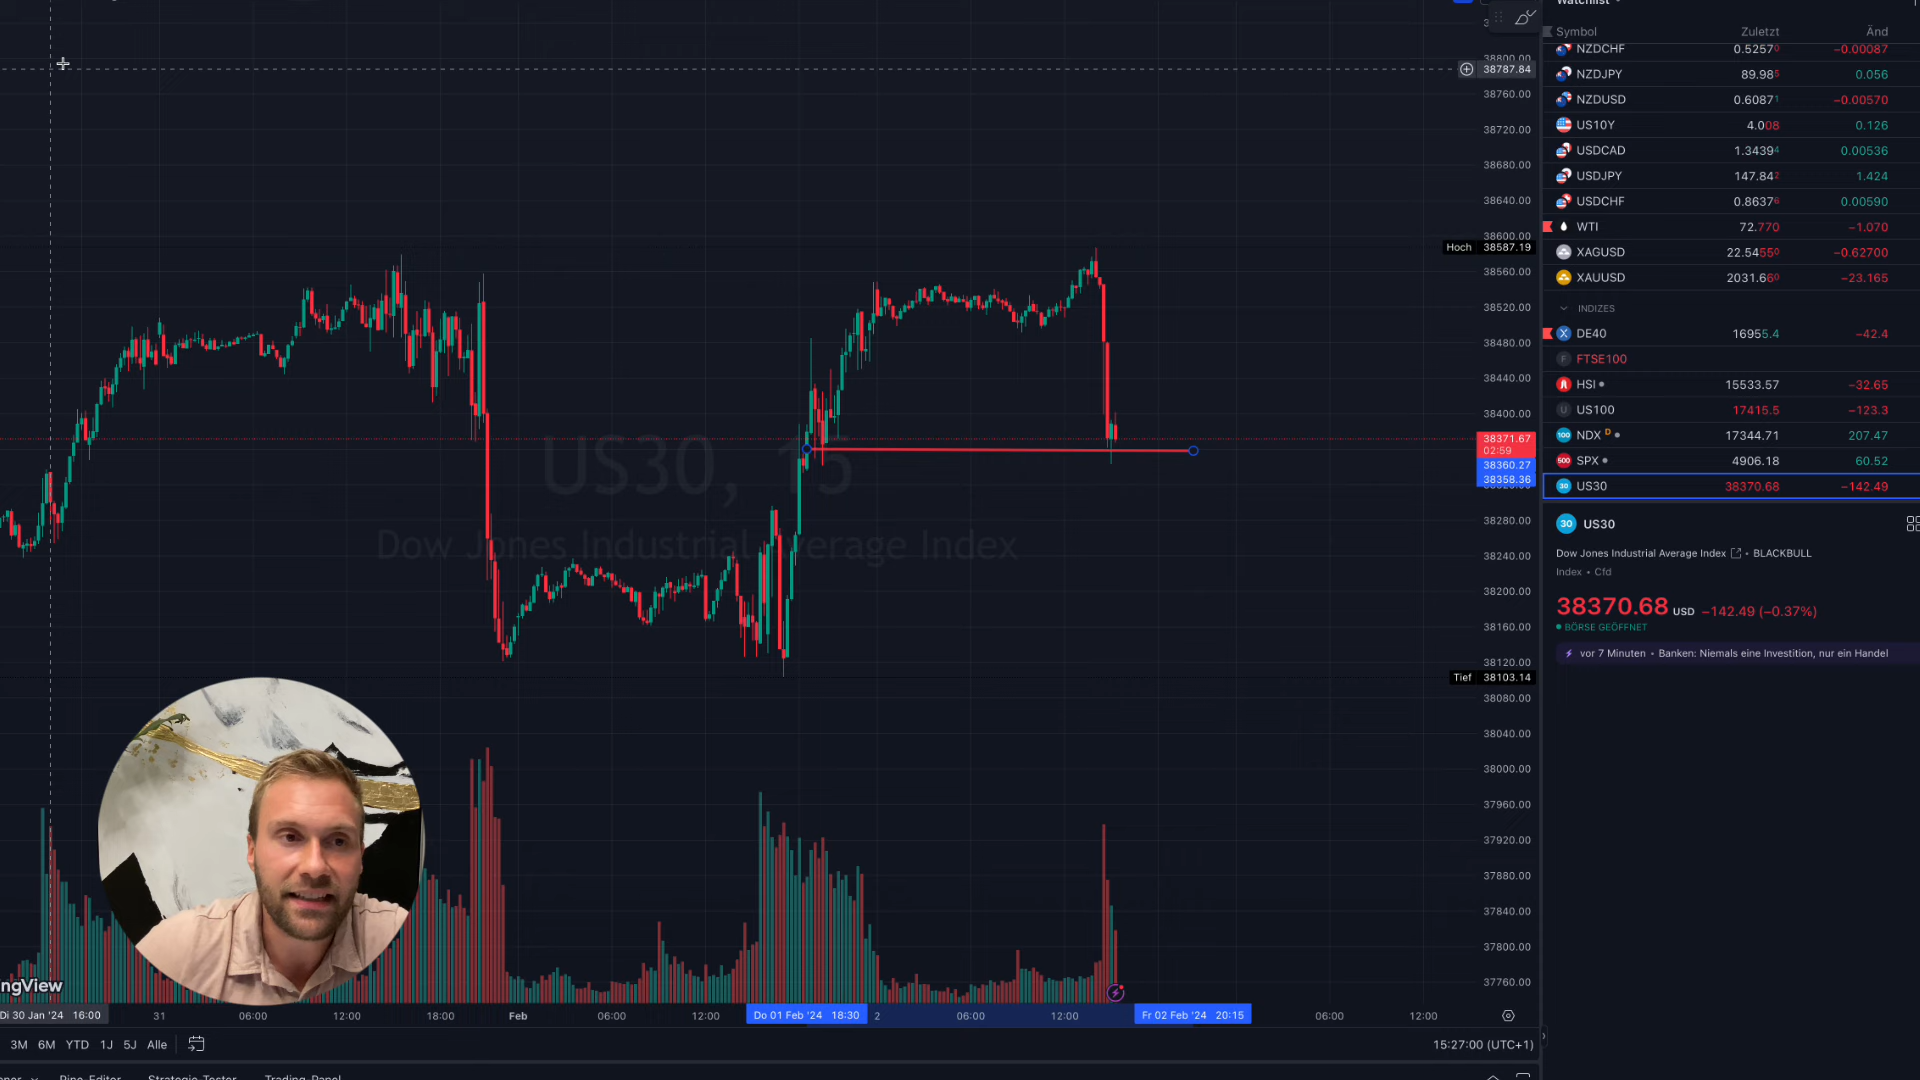 Watchlist
Symbol Zuletzt Änd
NZDCHF 0.52570 −0.00087
38800.00
38787.84
NZDJPY 89.985 0.056
38760.00
NZDUSD 0.60871 −0.00570
US10Y 4.008 0.126
38720.00
USDCAD 1.34394 0.00536
38680.00
USDJPY 147.842 1.424
38640.00
USDCHF 0.86376 0.00590
WTI 72.770 −1.070
38600.00
Hoch 38587.19
XAGUSD 22.54550 −0.62700
38560.00
XAUUSD 2031.660 −23.165
38520.00
INDIZES
DE40 16955.4 −42.4
38480.00
F FTSE100
38440.00
HSI 15533.57 −32.65
38400.00
U US100 17415.5 −123.3
100 NDX D 17344.71 207.47
38371.67
02:59
500 SPX 4906.18 60.52
38360.27
38358.36
30 US30 38370.68 −142.49
US30, 15
38280.00
30 US30
Dow Jones Industrial Average Index
38240.00
Dow Jones Industrial Average Index • BLACKBULL
Index • Cfd
38200.00
38370.68 USD −142.49 (−0.37%)
38160.00
BÖRSE GEÖFFNET
vor 7 Minuten • Banken: Niemals eine Investition, nur ein Handel
38120.00
Tief 38103.14
38080.00
38040.00
38000.00
37960.00
37920.00
37880.00
37840.00
37800.00
37760.00
ngView
Di 30 Jan '24 16:00 31 06:00 12:00 18:00 Feb 06:00 12:00 Do 01 Feb '24 18:30 2 06:00 12:00 Fr 02 Feb '24 20:15 06:00 12:00
3M 6M YTD 1J 5J Alle
15:27:00 (UTC+1)
Pine Editor Strategie-Tester Trading-Panel